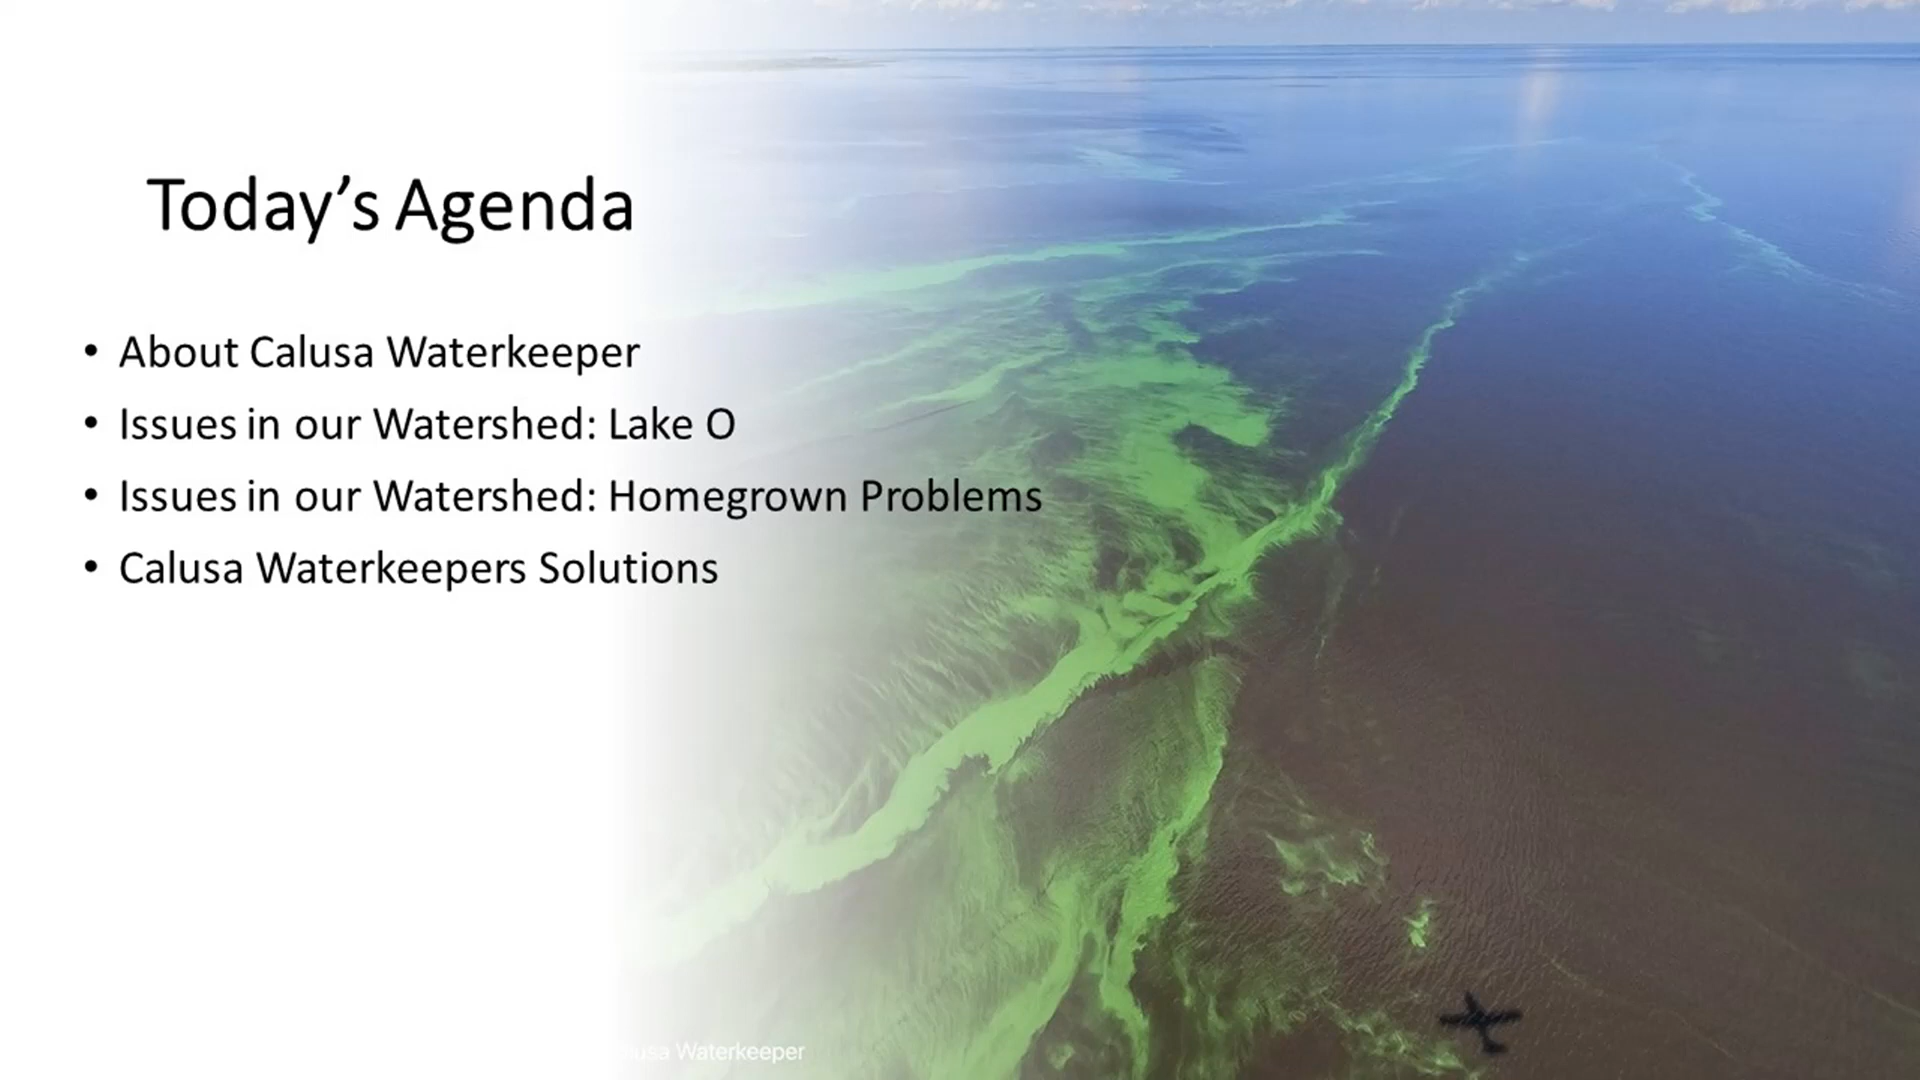 Today’s Agenda
• About Calusa Waterkeeper
• Issues in our Watershed: Lake O
• Issues in our Watershed: Homegrown Problems
• Calusa Waterkeepers Solutions
Waterkeeper